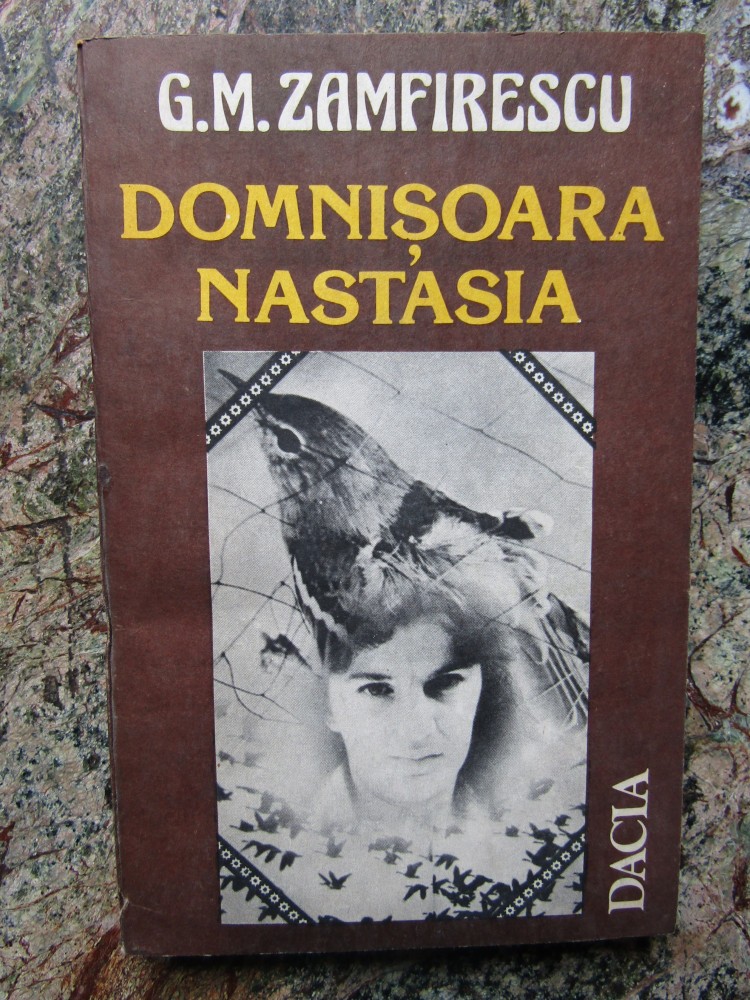 G.M. ZAMFIRESCU
DOMNIȘOARA
NASTASIA
DACIA